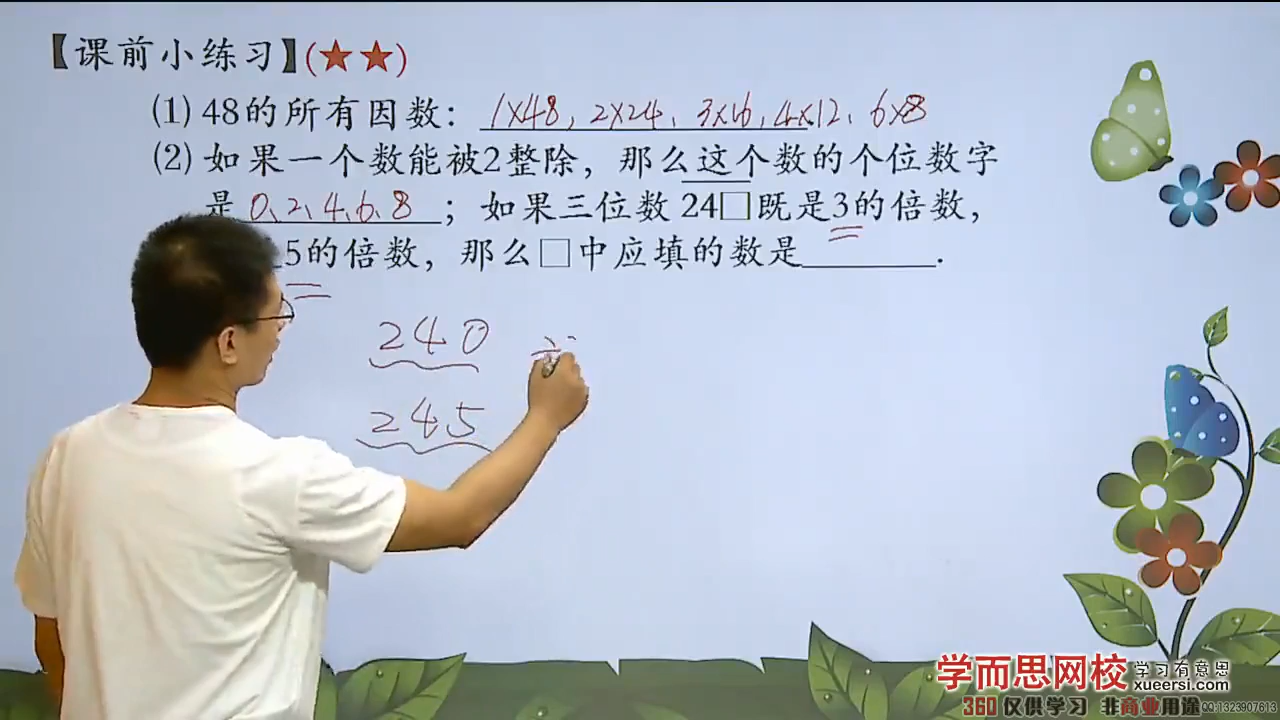 【课前小练习】(★★)
(1) 48的所有因数: 1×48, 2×24, 3×16, 4×12, 6×8
(2) 如果一个数能被2整除, 那么这个数的个位数字
是 0、2、4、6、8 ; 如果三位数 24□既是3的倍数,
5的倍数, 那么□中应填的数是________.
240
245
学而思网校 学习有意思
xueersi.com
360 仅供学习 非商业用途 QQ:1323907613